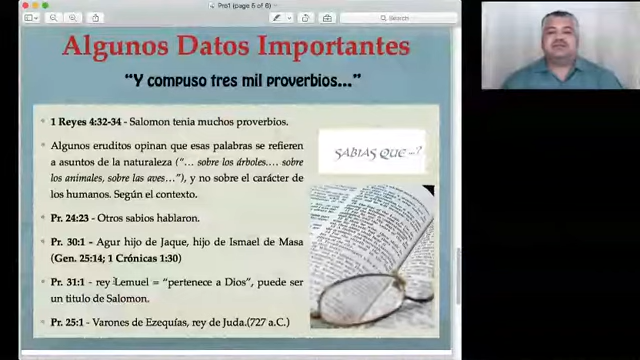 Pro1 (page 6 of 6)
Search
Algunos Datos Importantes
“Y compuso tres mil proverbios...”
1 Reyes 4:32-34 - Salomon tenia muchos proverbios.
Algunos eruditos opinan que esas palabras se refieren
a asuntos de la naturaleza (“... sobre los árboles.... sobre
los animales, sobre las aves...”), y no sobre el carácter de
los humanos. Según el contexto.
Pr. 24:23 - Otros sabios hablaron.
Pr. 30:1 - Agur hijo de Jaque, hijo de Ismael de Masa
(Gen. 25:14; 1 Crónicas 1:30)
Pr. 31:1 - rey Lemuel = “pertenece a Dios”, puede ser
un titulo de Salomon.
Pr. 25:1 - Varones de Ezequías, rey de Juda.(727 a.C.)
SABIAS QUE ...?